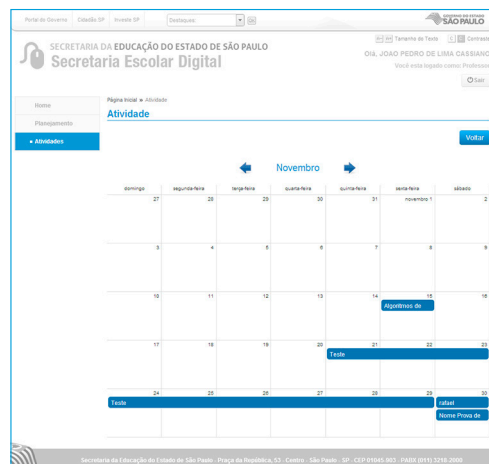 Portal do Governo Cidadão SP Investe SP Destaques: OK
GOVERNO DO ESTADO
SÃO PAULO
Tamanho do Texto Contraste
SECRETARIA DA EDUCAÇÃO DO ESTADO DE SÃO PAULO
Secretaria Escolar Digital
Olá, JOAO PEDRO DE LIMA CASSIANO
Você está logado como: Professor
Sair
Home
Planejamento
» Atividades
Página Inicial » Atividade
Atividade
Voltar
Novembro
domingo segunda-feira terça-feira quarta-feira quinta-feira sexta-feira sábado
27 28 29 30 31 novembro 1 2
3 4 5 6 7 8 9
10 11 12 13 14 15 16
Algoritmos de
17 18 19 20 21 22 23
Teste
24 25 26 27 28 29 30
Teste rafael
Nome Prova de
Secretaria da Educação do Estado de São Paulo - Praça da República, 53 - Centro - São Paulo - SP - CEP 01045-903 - PABX (011) 3218-2000